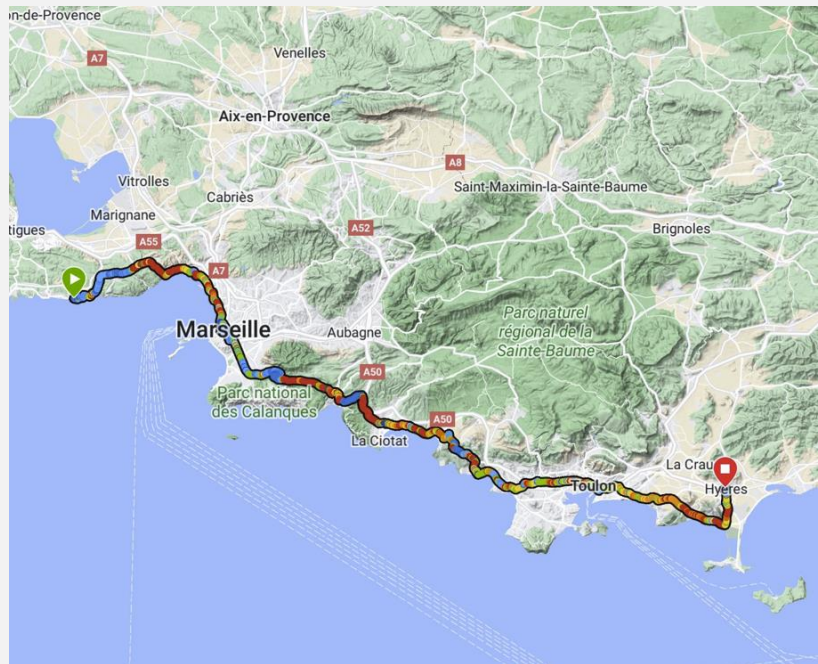 on-de-Provence
A7
Venelles
Aix-en-Provence
A8
Vitrolles
Saint-Maximin-la-Sainte-Baume
Cabriès
Marignane
tigues
A55
A52
Brignoles
A7
Marseille
Aubagne
Parc naturel
régional de la
Sainte-Baume
A50
Parc national
des Calanques
A50
La Ciotat
La Crau
Toulon
Hyères